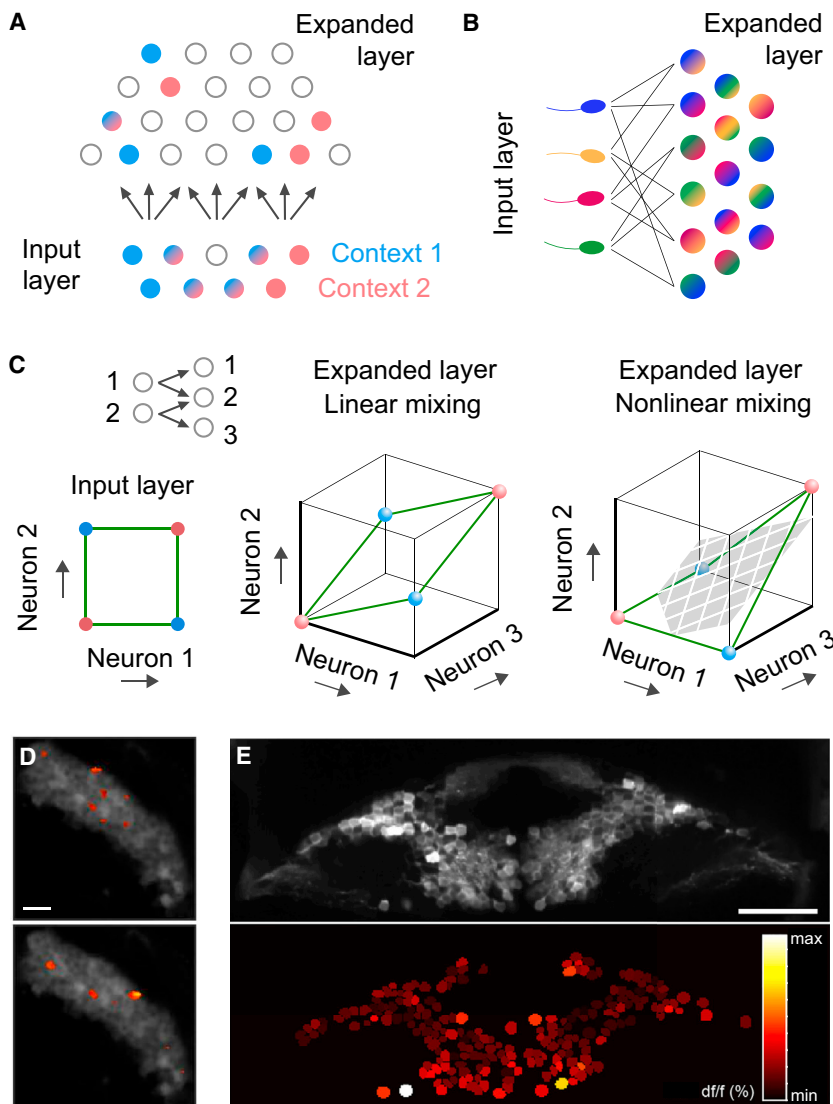 A
Expanded
layer
Input
layer
Context 1
Context 2
B
Expanded
layer
Input layer
C
1
2
1
2
3
Input layer
Neuron 2
Neuron 1
Expanded layer
Linear mixing
Neuron 2
Neuron 1
Neuron 3
Expanded layer
Nonlinear mixing
Neuron 2
Neuron 1
Neuron 3
D
E
max
df/f (%)
min